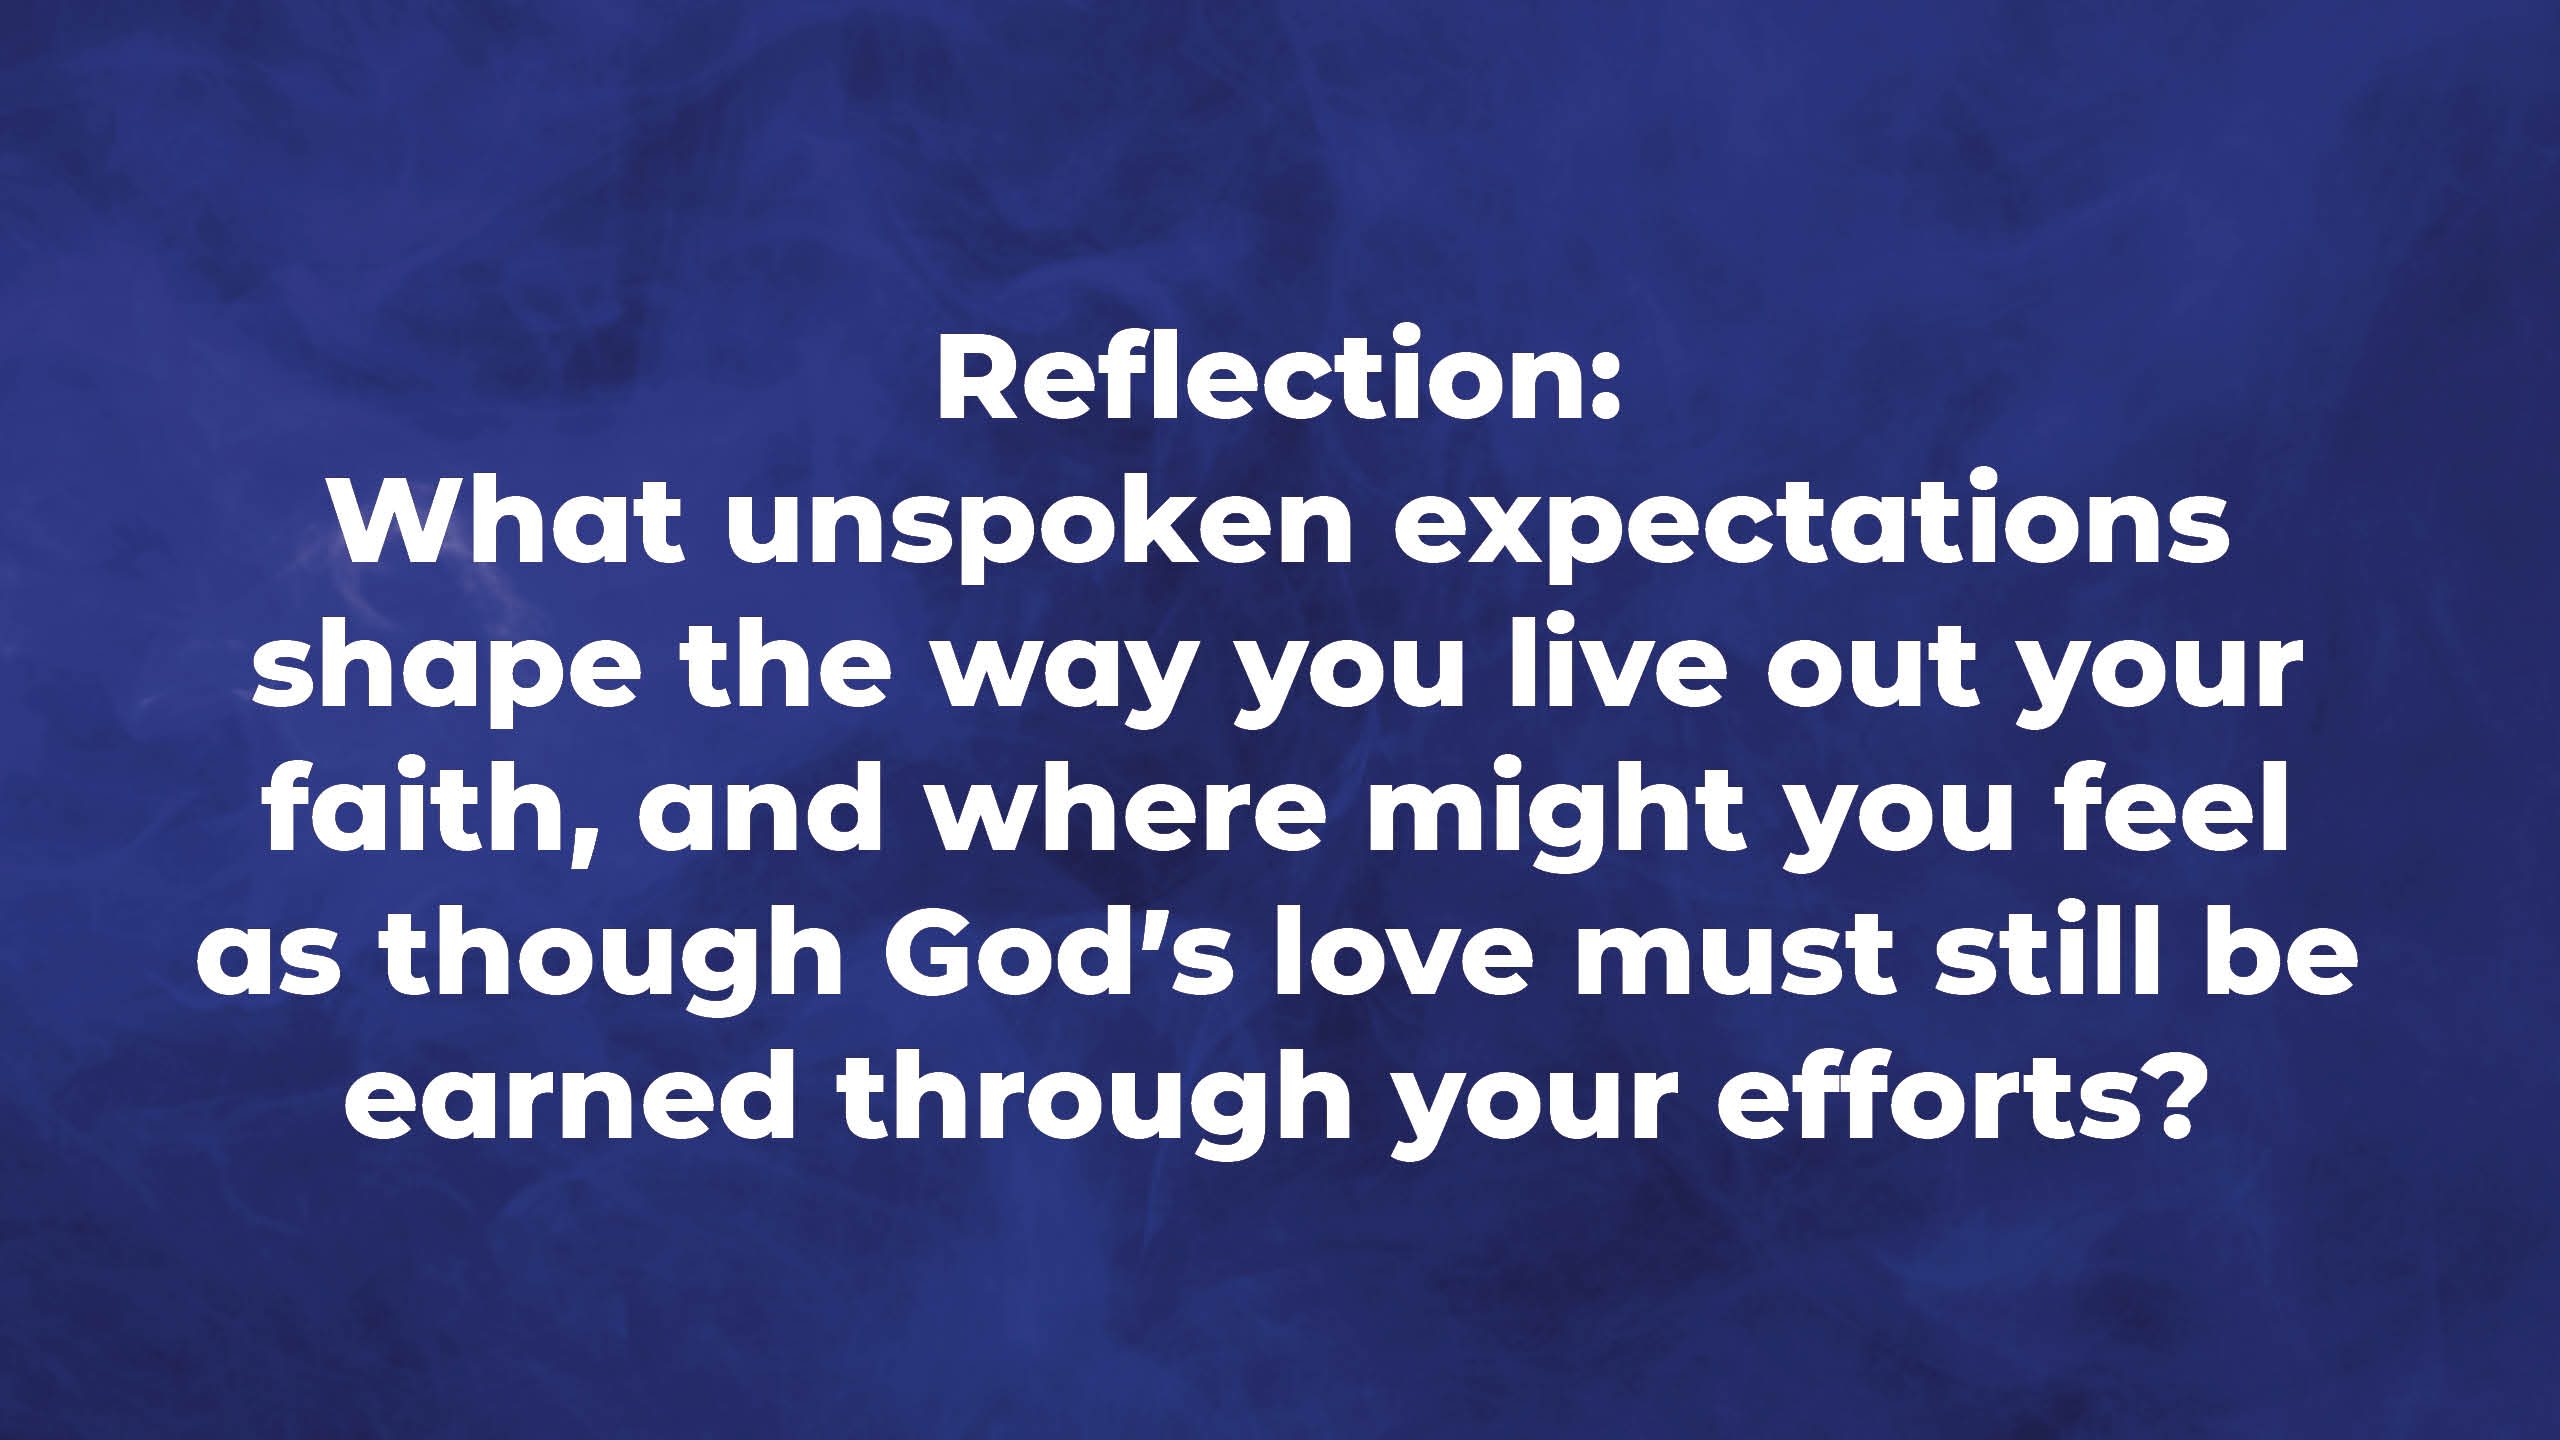 Reflection:
What unspoken expectations
shape the way you live out your
faith, and where might you feel
as though God's love must still be
earned through your efforts?